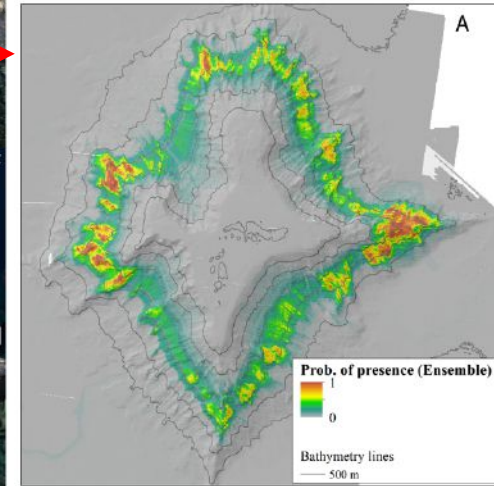 A
Prob. of presence (Ensemble)
1
0
Bathymetry lines
500 m